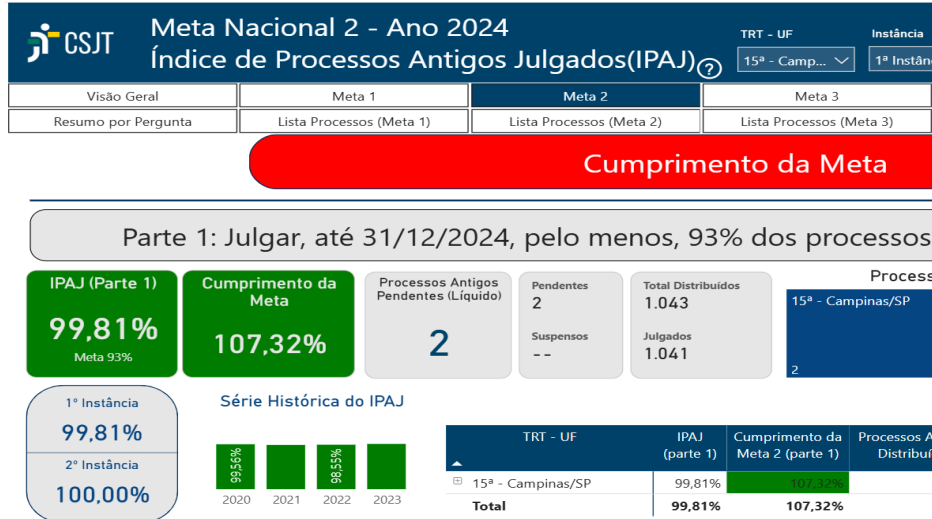 CSJT
Meta Nacional 2 - Ano 2024
Índice de Processos Antigos Julgados(IPAJ)
?
TRT - UF
Instância
15ª - Camp...
1ª Instânc
Visão Geral
Meta 1
Meta 2
Meta 3
Resumo por Pergunta
Lista Processos (Meta 1)
Lista Processos (Meta 2)
Lista Processos (Meta 3)
Cumprimento da Meta
Parte 1: Julgar, até 31/12/2024, pelo menos, 93% dos processos
IPAJ (Parte 1)
99,81%
Meta 93%
Cumprimento da
Meta
107,32%
Processos Antigos
Pendentes (Líquido)
2
Pendentes
2
Suspensos
--
Total Distribuídos
1.043
Julgados
1.041
Process
15ª - Campinas/SP
2
1º Instância
99,81%
2º Instância
100,00%
Série Histórica do IPAJ
99,56%
98,55%
2020
2021
2022
2023
TRT - UF
IPAJ
(parte 1)
Cumprimento da
Meta 2 (parte 1)
Processos A
Distribuí
15ª - Campinas/SP
99,81%
107,32%
Total
99,81%
107,32%